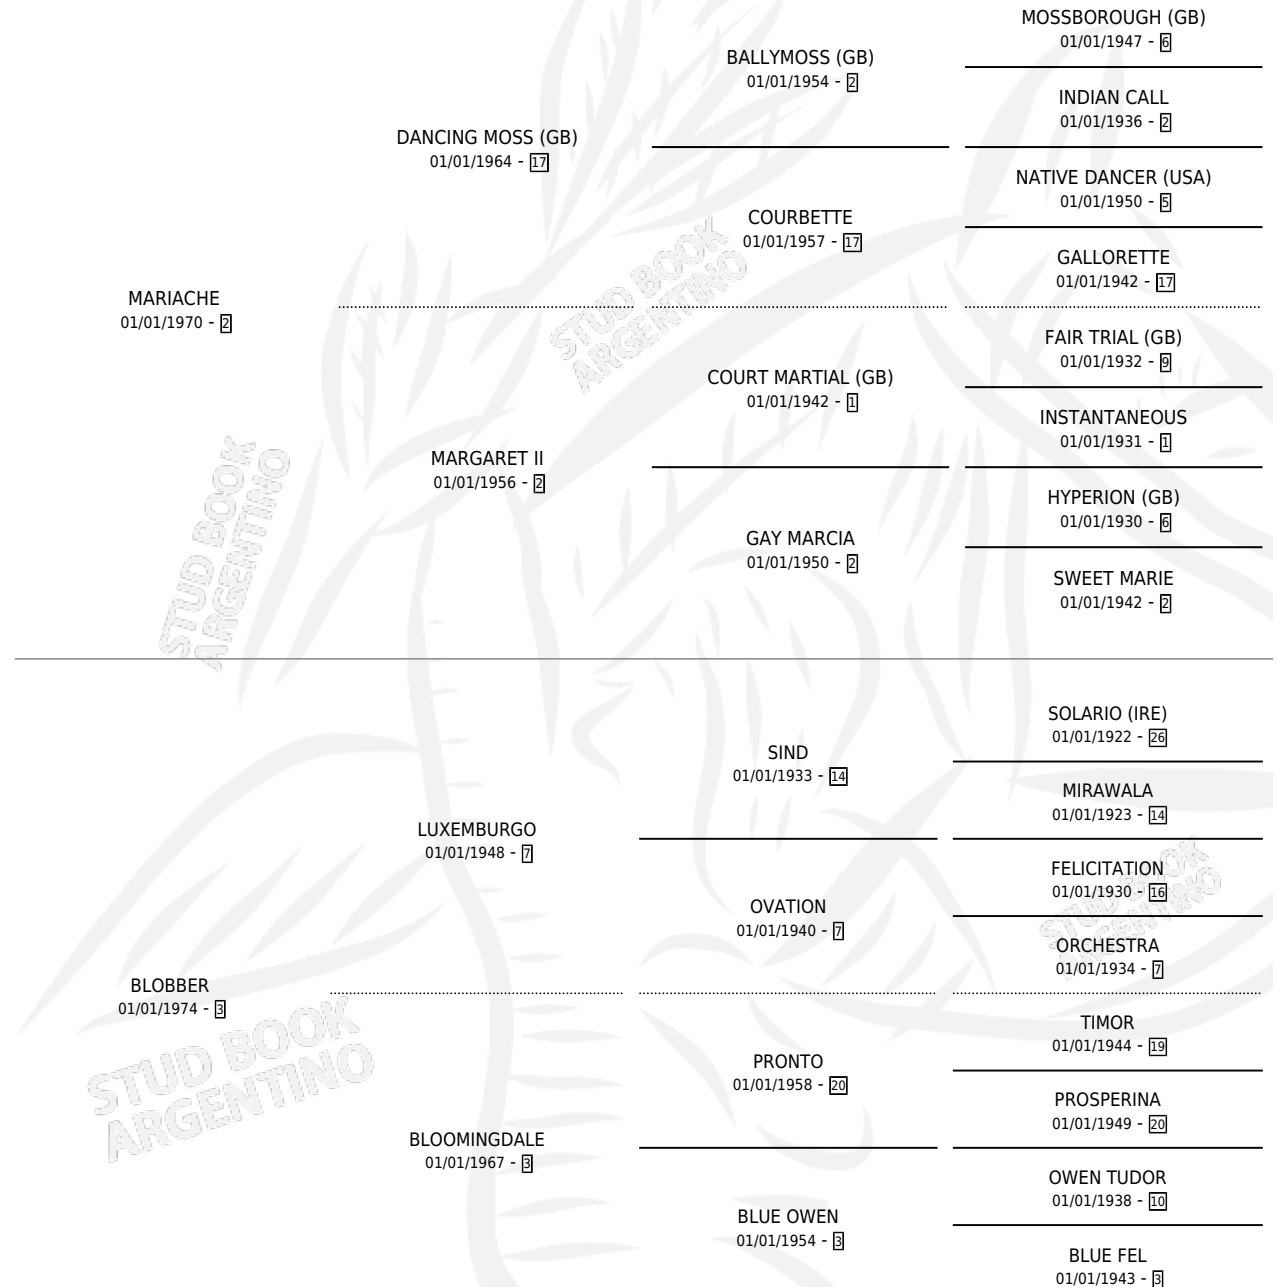 MOSSBOROUGH (GB)
01/01/1947 - 6
BALLYMOSS (GB)
01/01/1954 - 2
INDIAN CALL
01/01/1936 - 2
DANCING MOSS (GB)
01/01/1964 - 17
NATIVE DANCER (USA)
01/01/1950 - 5
COURBETTE
01/01/1957 - 17
GALLORETTE
01/01/1942 - 17
MARIACHE
01/01/1970 - 2
FAIR TRIAL (GB)
01/01/1932 - 9
COURT MARTIAL (GB)
01/01/1942 - 1
INSTANTANEOUS
01/01/1931 - 1
MARGARET II
01/01/1956 - 2
HYPERION (GB)
01/01/1930 - 6
GAY MARCIA
01/01/1950 - 2
SWEET MARIE
01/01/1942 - 2
STUD BOOK
ARGENTINO
STUD BOOK
ARGENTINO
SOLARIO (IRE)
01/01/1922 - 26
SIND
01/01/1933 - 14
MIRAWALA
01/01/1923 - 14
LUXEMBURGO
01/01/1948 - 7
FELICITATION
01/01/1930 - 16
OVATION
01/01/1940 - 7
ORCHESTRA
01/01/1934 - 7
STUD BOOK
ARGENTINO
BLOBBER
01/01/1974 - 3
TIMOR
01/01/1944 - 19
PRONTO
01/01/1958 - 20
PROSPERINA
01/01/1949 - 20
BLOOMINGDALE
01/01/1967 - 3
OWEN TUDOR
01/01/1938 - 10
BLUE OWEN
01/01/1954 - 3
BLUE FEL
01/01/1943 - 3
STUD BOOK
ARGENTINO